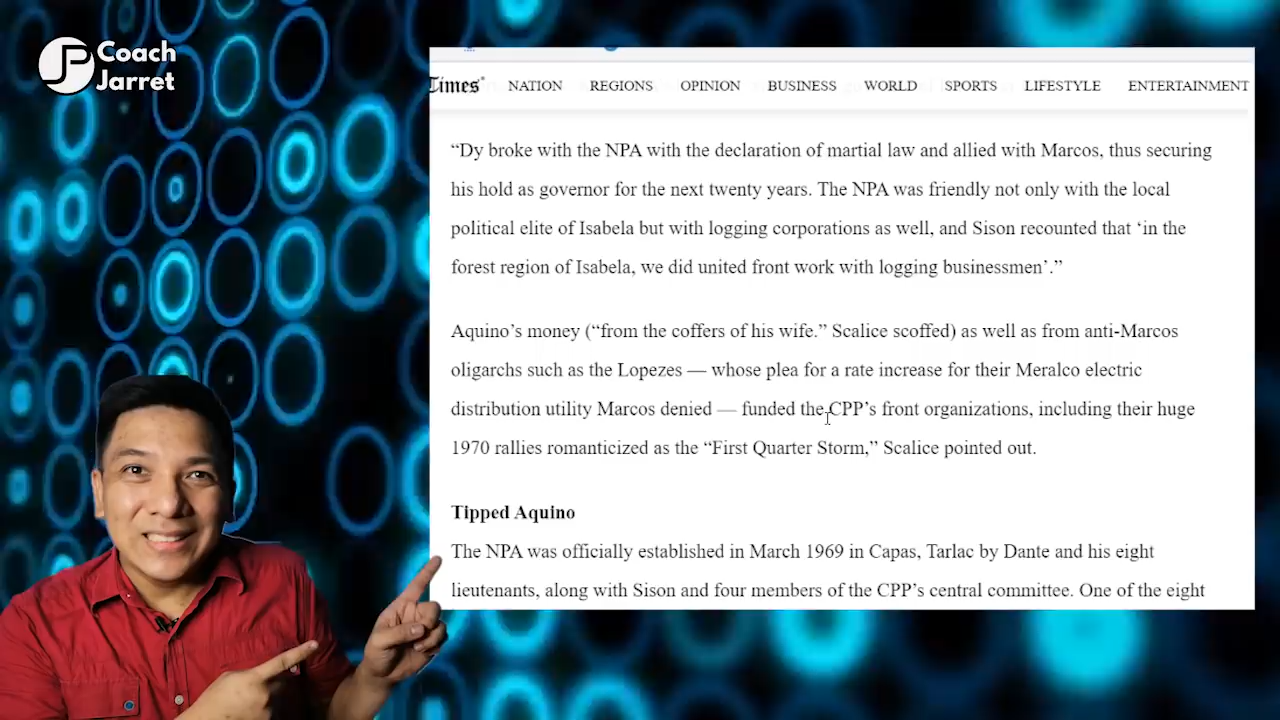 Coach
Jarret
Times
NATION REGIONS OPINION BUSINESS WORLD SPORTS LIFESTYLE ENTERTAINMENT
“Dy broke with the NPA with the declaration of martial law and allied with Marcos, thus securing
his hold as governor for the next twenty years. The NPA was friendly not only with the local
political elite of Isabela but with logging corporations as well, and Sison recounted that ‘in the
forest region of Isabela, we did united front work with logging businessmen’.”
Aquino’s money (“from the coffers of his wife.” Scalice scoffed) as well as from anti-Marcos
oligarchs such as the Lopezes — whose plea for a rate increase for their Meralco electric
distribution utility Marcos denied — funded the CPP’s front organizations, including their huge
1970 rallies romanticized as the “First Quarter Storm,” Scalice pointed out.
Tipped Aquino
The NPA was officially established in March 1969 in Capas, Tarlac by Dante and his eight
lieutenants, along with Sison and four members of the CPP’s central committee. One of the eight